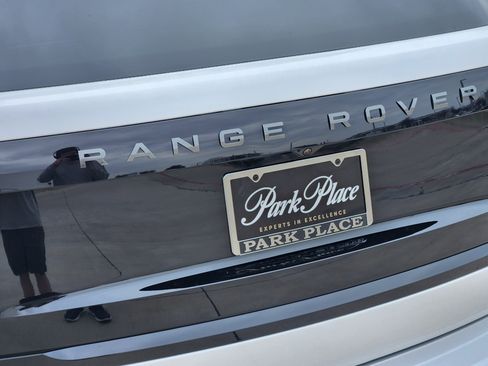 RANGE ROVER
Park Place
EXPERTS IN EXCELLENCE
PARK PLACE